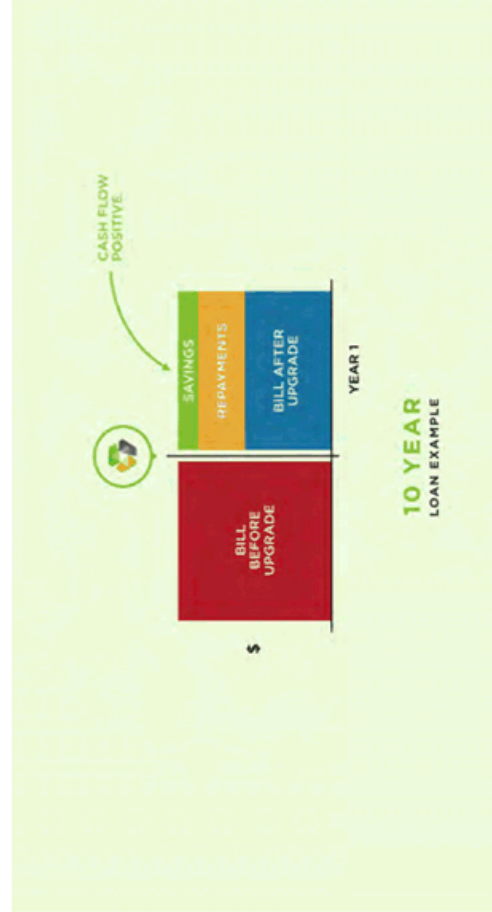 CASH FLOW
POSITIVE
SAVINGS
REPAYMENTS
BILL AFTER
UPGRADE
BILL
BEFORE
UPGRADE
$
YEAR 1
10 YEAR
LOAN EXAMPLE